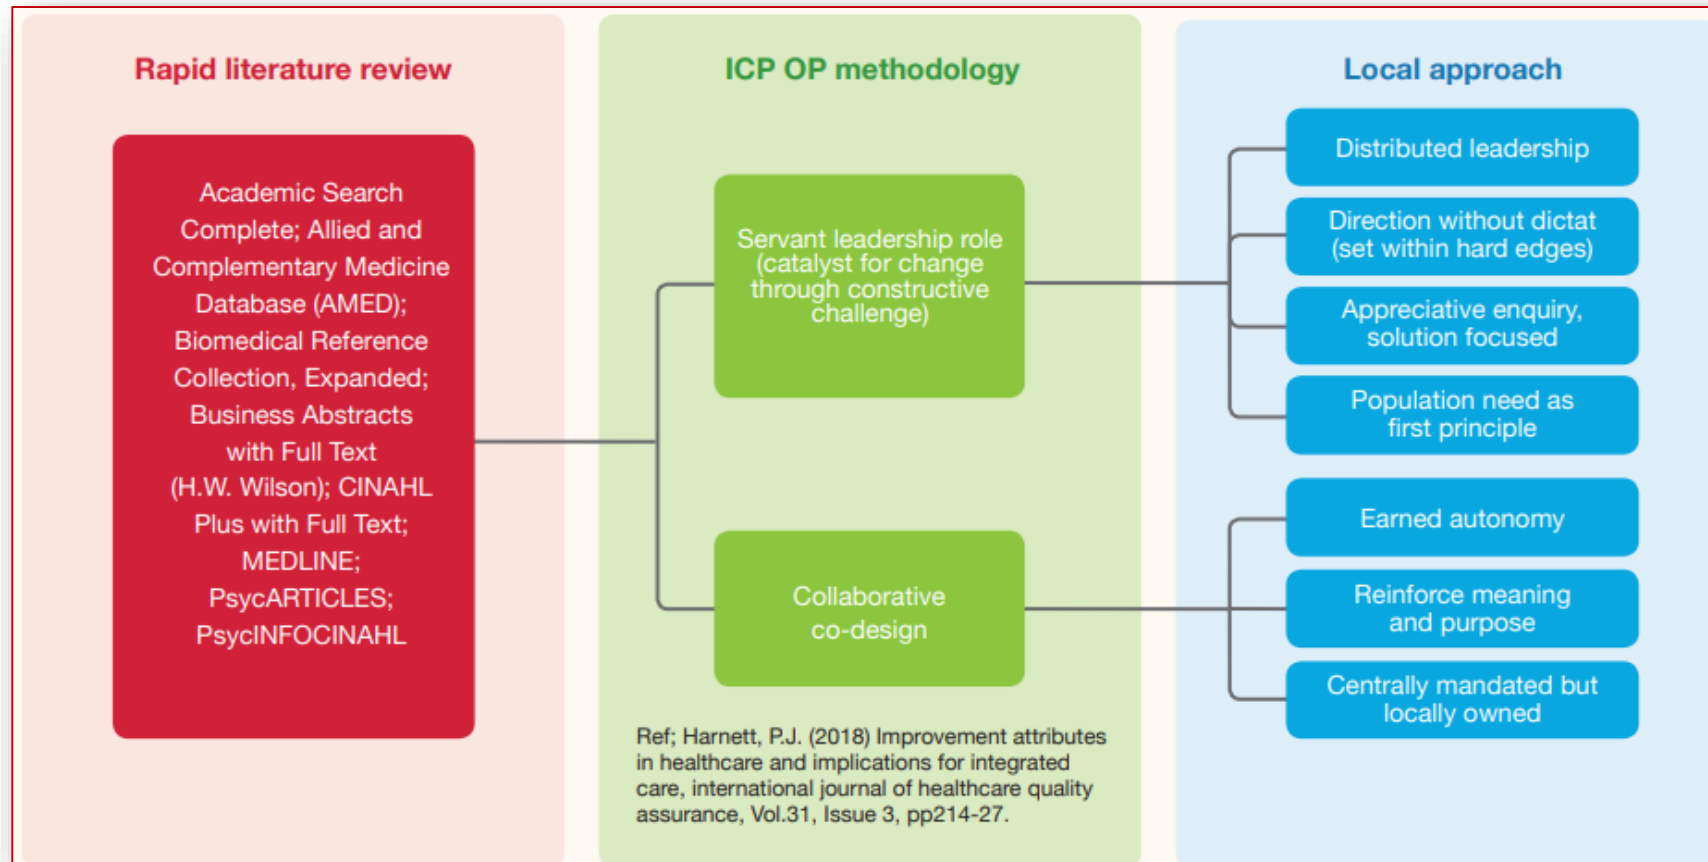 Rapid literature review
Academic Search
Complete; Allied and
Complementary Medicine
Database (AMED);
Biomedical Reference
Collection, Expanded;
Business Abstracts
with Full Text
(H.W. Wilson); CINAHL
Plus with Full Text;
MEDLINE;
PsycARTICLES;
PsycINFOCINAHL
ICP OP methodology
Servant leadership role
(catalyst for change
through constructive
challenge)
Collaborative
co-design
Ref; Harnett, P.J. (2018) Improvement attributes
in healthcare and implications for integrated
care, international journal of healthcare quality
assurance, Vol.31, Issue 3, pp214-27.
Local approach
Distributed leadership
Direction without dictat
(set within hard edges)
Appreciative enquiry,
solution focused
Population need as
first principle
Earned autonomy
Reinforce meaning
and purpose
Centrally mandated but
locally owned